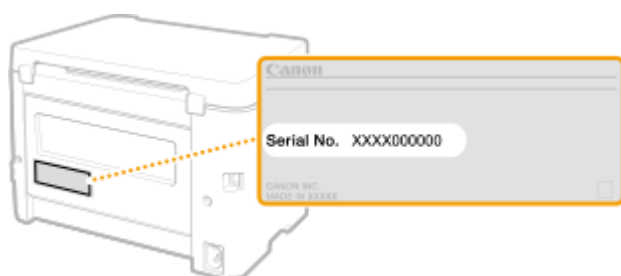 Canon
Serial No. XXXX000000
CANON INC.
MADE IN XXXXX